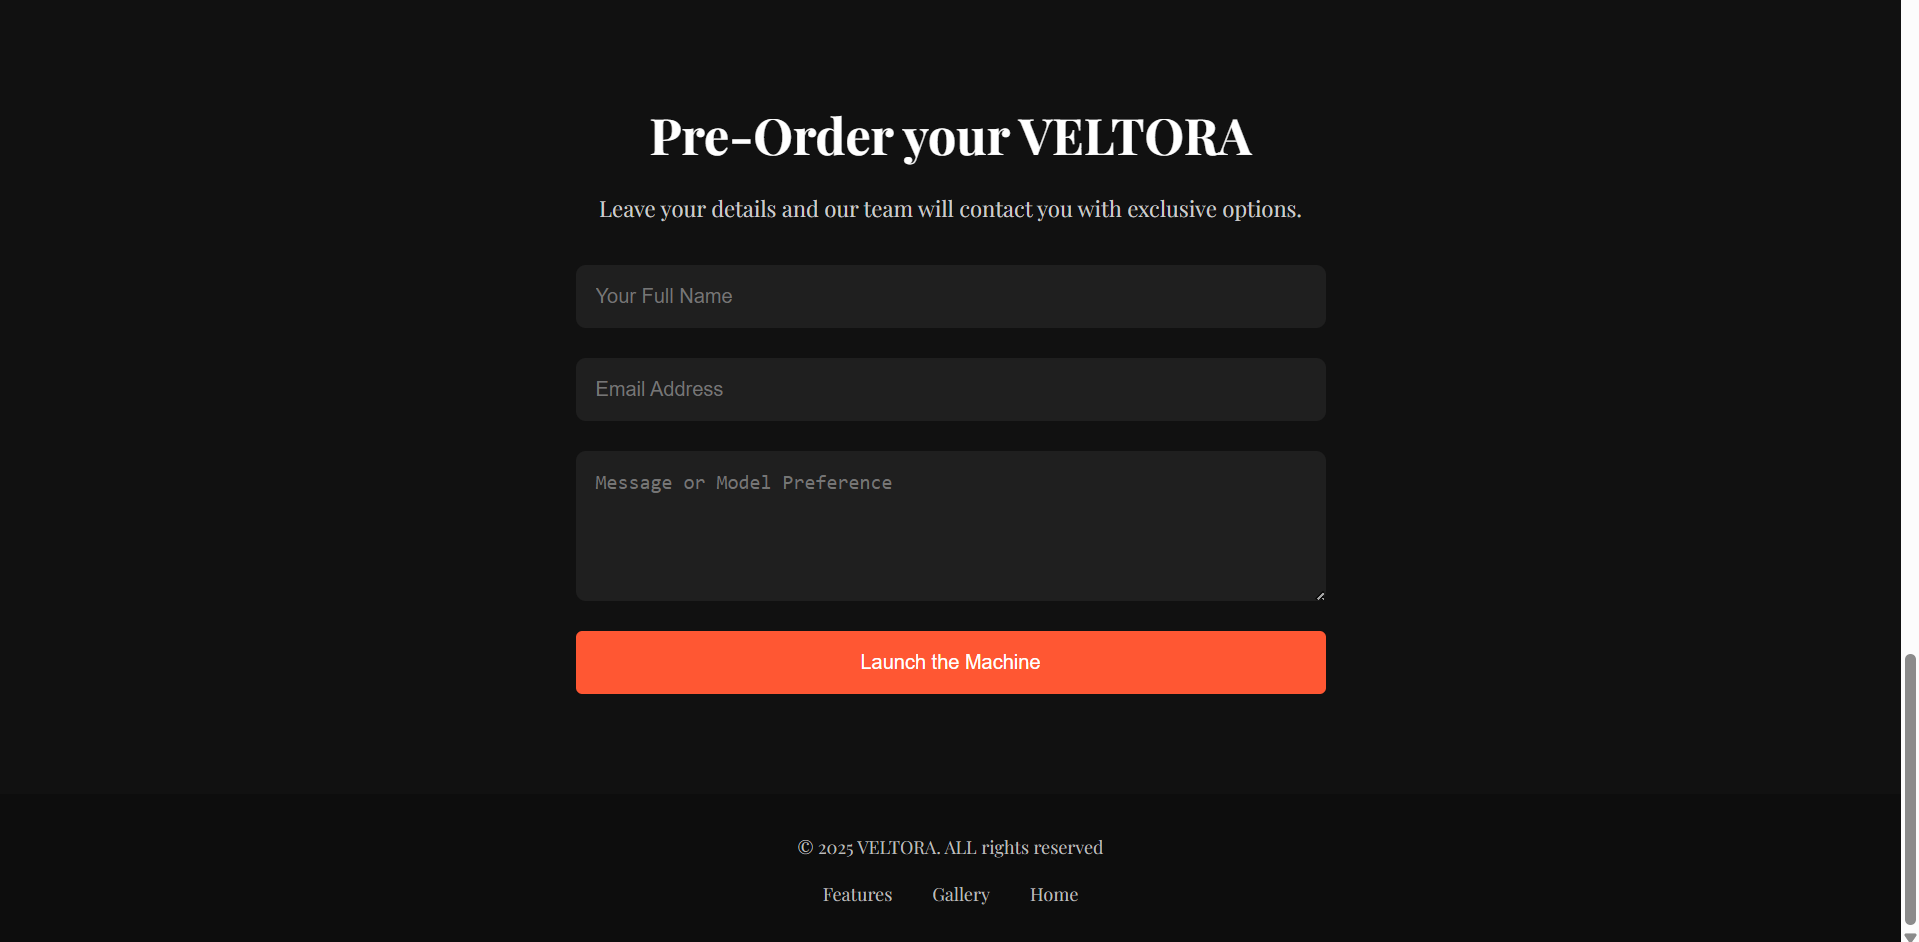 Pre-Order your VELTORA
Leave your details and our team will contact you with exclusive options.
Your Full Name
Email Address
Message or Model Preference
Launch the Machine
© 2025 VELTORA. ALL rights reserved
Features Gallery Home